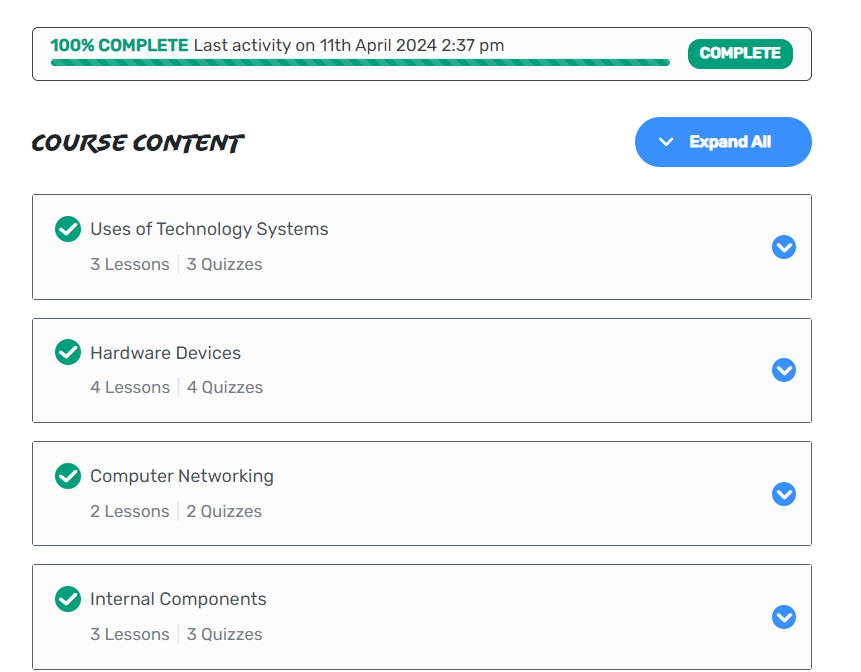 100% COMPLETE Last activity on 11th April 2024 2:37 pm
COMPLETE
COURSE CONTENT
Expand All
Uses of Technology Systems
3 Lessons | 3 Quizzes
Hardware Devices
4 Lessons | 4 Quizzes
Computer Networking
2 Lessons | 2 Quizzes
Internal Components
3 Lessons | 3 Quizzes